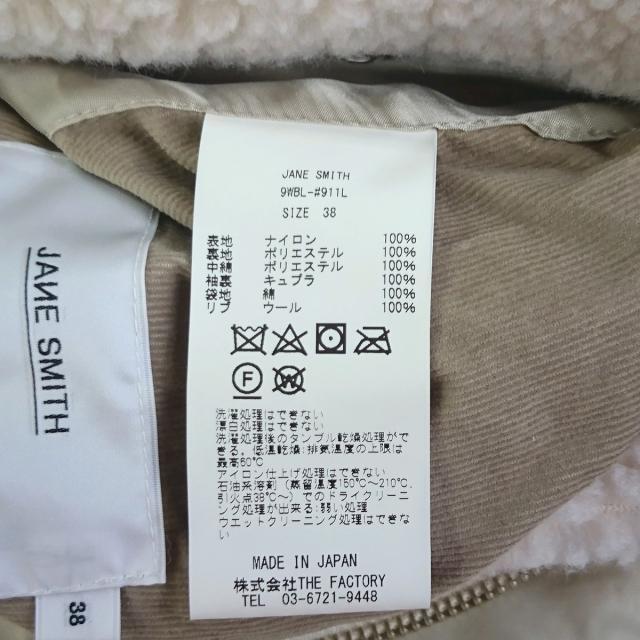 JANE SMITH
38
JANE SMITH
9WBL-#911L
SIZE 38
表地 ナイロン 100%
裏地 ポリエステル 100%
中綿 ポリエステル 100%
袖裏 キュプラ 100%
袋地 綿 100%
リブ ウール 100%
F
W
洗濯処理はできない
漂白処理はできない
洗濯処理後のタンブル乾燥処理がで
きる。低温乾燥:排気温度の上限は
最高60℃
アイロン仕上げ処理はできない
石油系溶剤(蒸留温度150℃～210℃、
引火点38℃～)でのドライクリーニ
ング処理が出来る:弱い処理
ウエットクリーニング処理はできな
い
MADE IN JAPAN
株式会社THE FACTORY
TEL 03-6721-9448